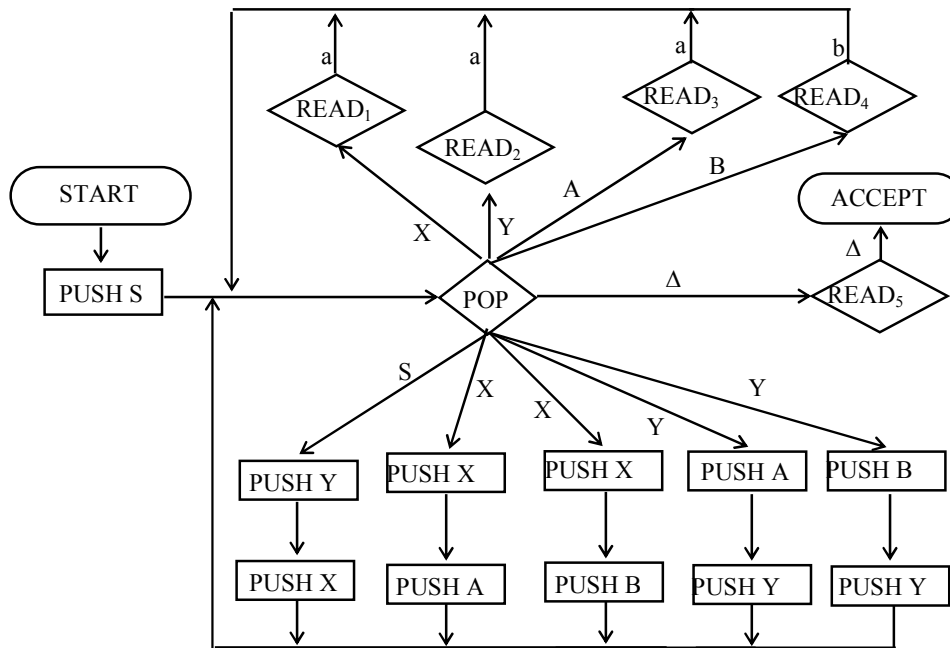 a
a
a
b
READ₁
READ₂
READ₃
READ₄
START
X
Y
A
B
ACCEPT
PUSH S
POP
Δ
Δ
READ₅
S
X
X
Y
Y
PUSH Y
PUSH X
PUSH X
PUSH A
PUSH B
PUSH X
PUSH A
PUSH B
PUSH Y
PUSH Y